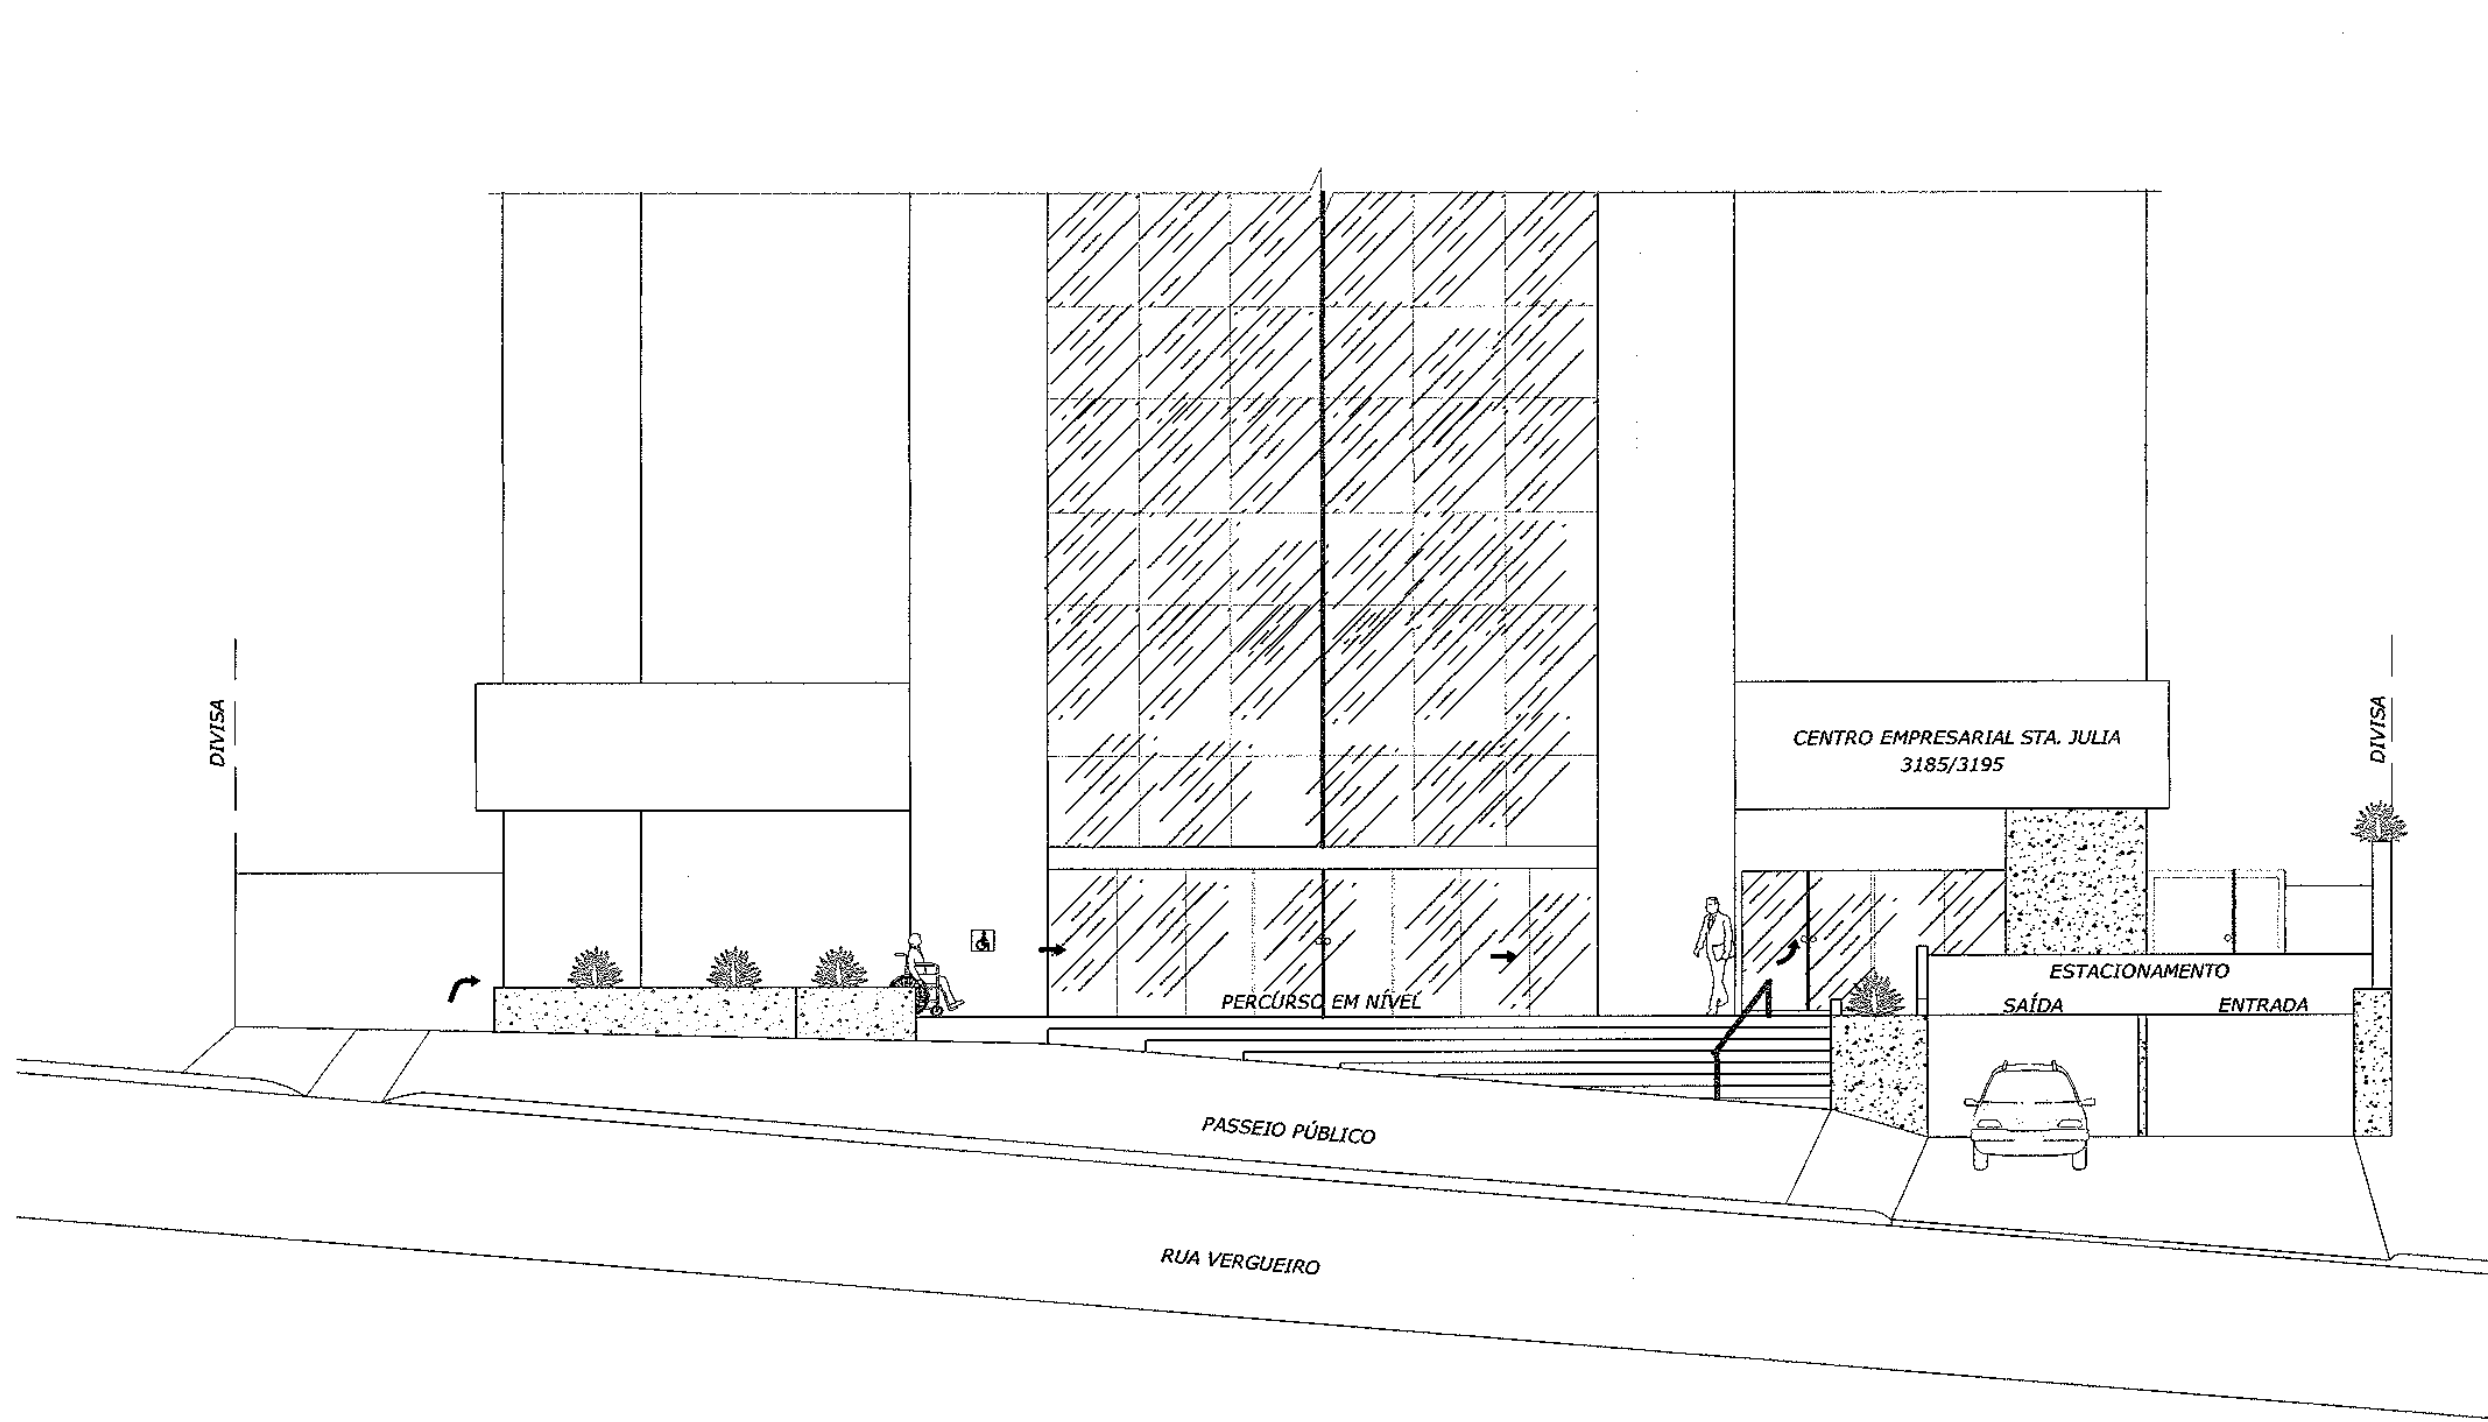 DIVISA
CENTRO EMPRESARIAL STA. JULIA
3185/3195
DIVISA
ESTACIONAMENTO
SAÍDA ENTRADA
PERCURSO EM NÍVEL
PASSEIO PÚBLICO
RUA VERGUEIRO